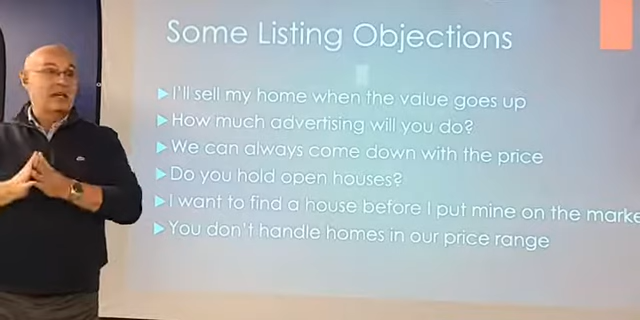 Some Listing Objections
I'll sell my home when the value goes up
How much advertising will you do?
We can always come down with the price
Do you hold open houses?
I want to find a house before I put mine on the marke
You don't handle homes in our price range